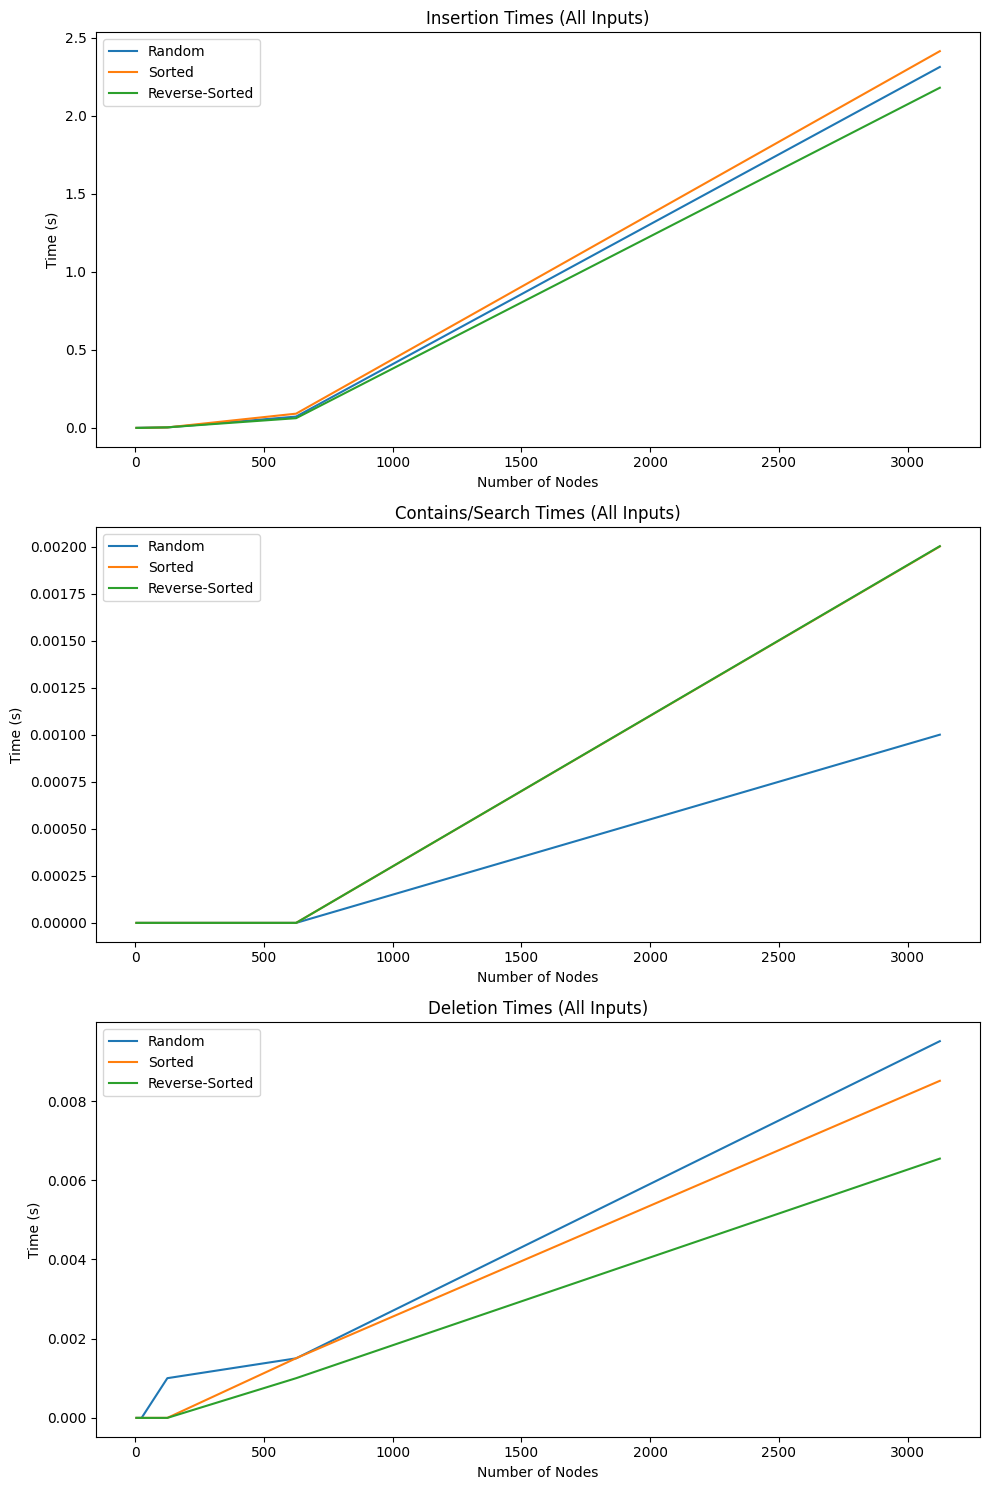 Insertion Times (All Inputs)
Random
Sorted
Reverse-Sorted
Time (s)
2.5
2.0
1.5
1.0
0.5
0.0
0 500 1000 1500 2000 2500 3000
Number of Nodes
Contains/Search Times (All Inputs)
Random
Sorted
Reverse-Sorted
Time (s)
0.00200
0.00175
0.00150
0.00125
0.00100
0.00075
0.00050
0.00025
0.00000
0 500 1000 1500 2000 2500 3000
Number of Nodes
Deletion Times (All Inputs)
Random
Sorted
Reverse-Sorted
Time (s)
0.008
0.006
0.004
0.002
0.000
0 500 1000 1500 2000 2500 3000
Number of Nodes